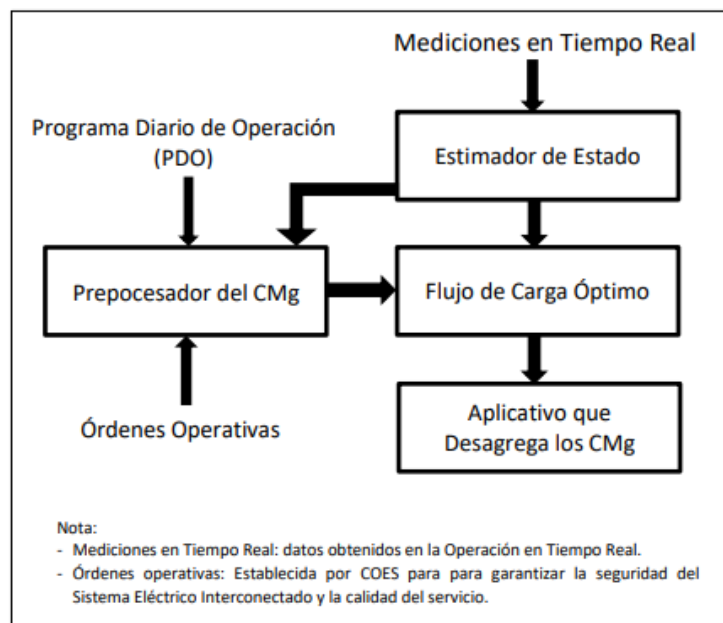 Mediciones en Tiempo Real
Programa Diario de Operación
(PDO)
Estimador de Estado
Prepocesador del CMg
Flujo de Carga Óptimo
Órdenes Operativas
Aplicativo que
Desagrega los CMg
Nota:
- Mediciones en Tiempo Real: datos obtenidos en la Operación en Tiempo Real.
- Órdenes operativas: Establecida por COES para para garantizar la seguridad del
Sistema Eléctrico Interconectado y la calidad del servicio.